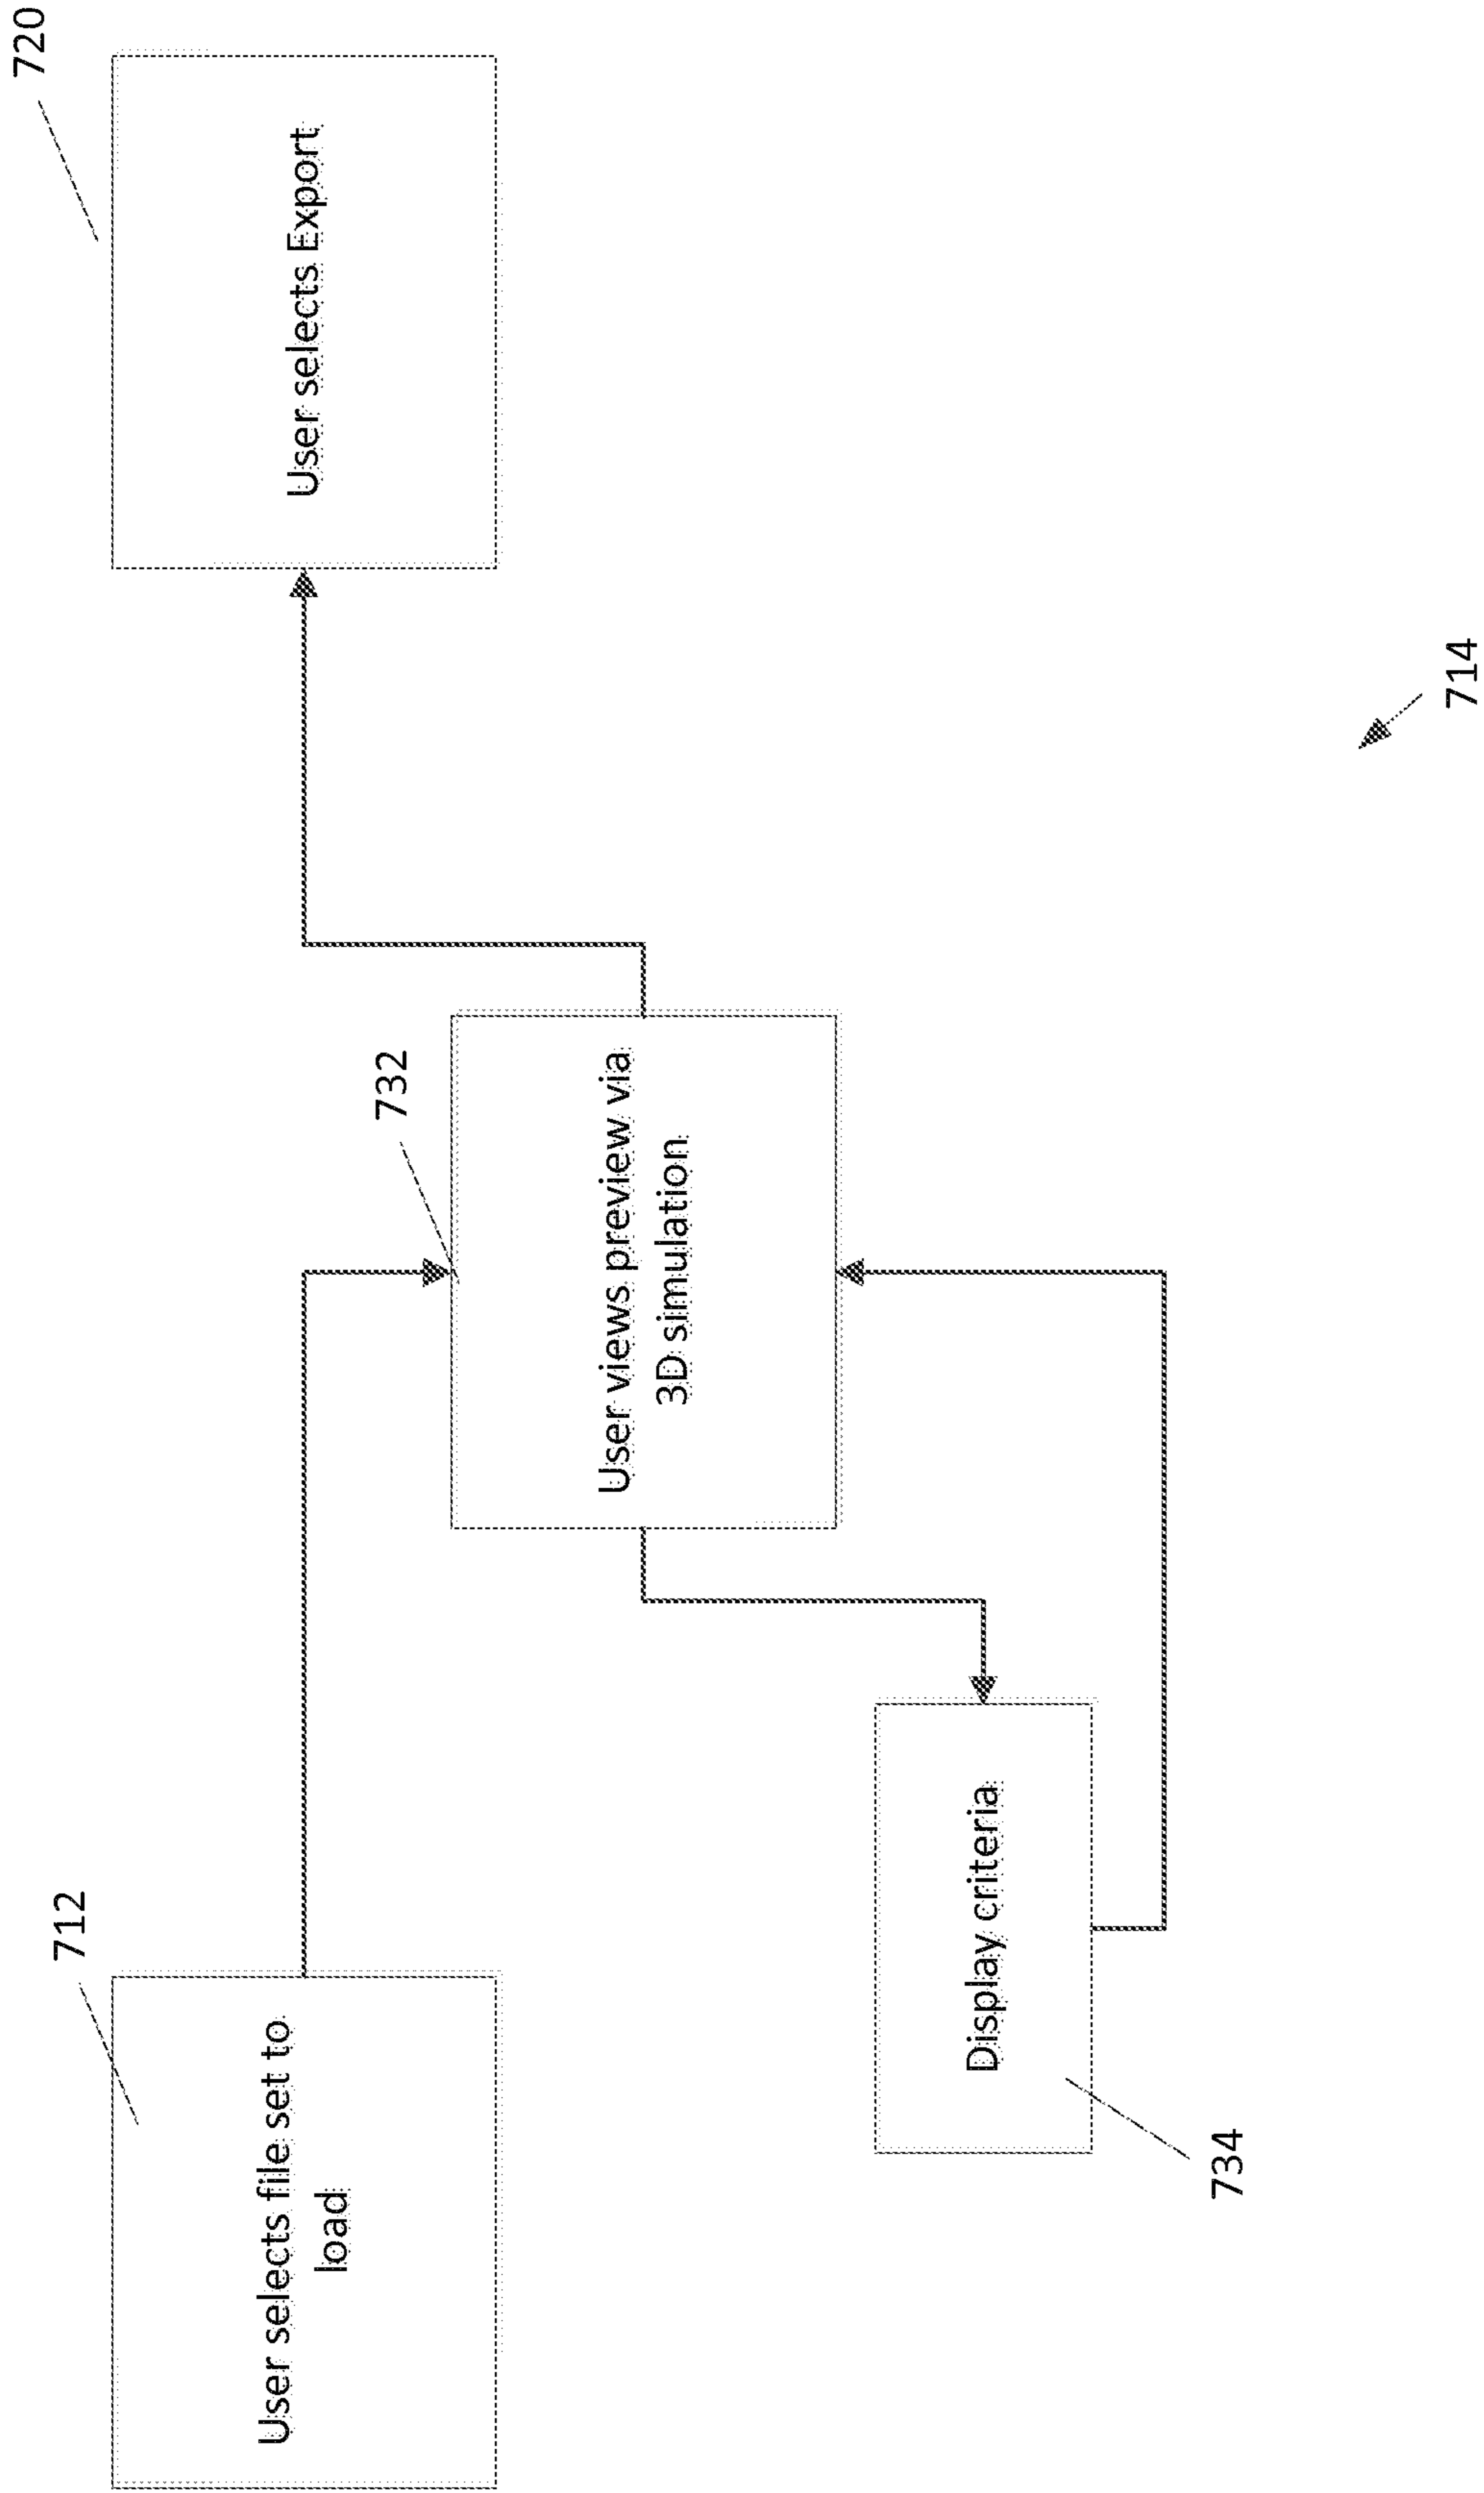 712
User selects file set to
load
732
User views preview via
3D simulation
720
User selects Export
734
Display criteria
714